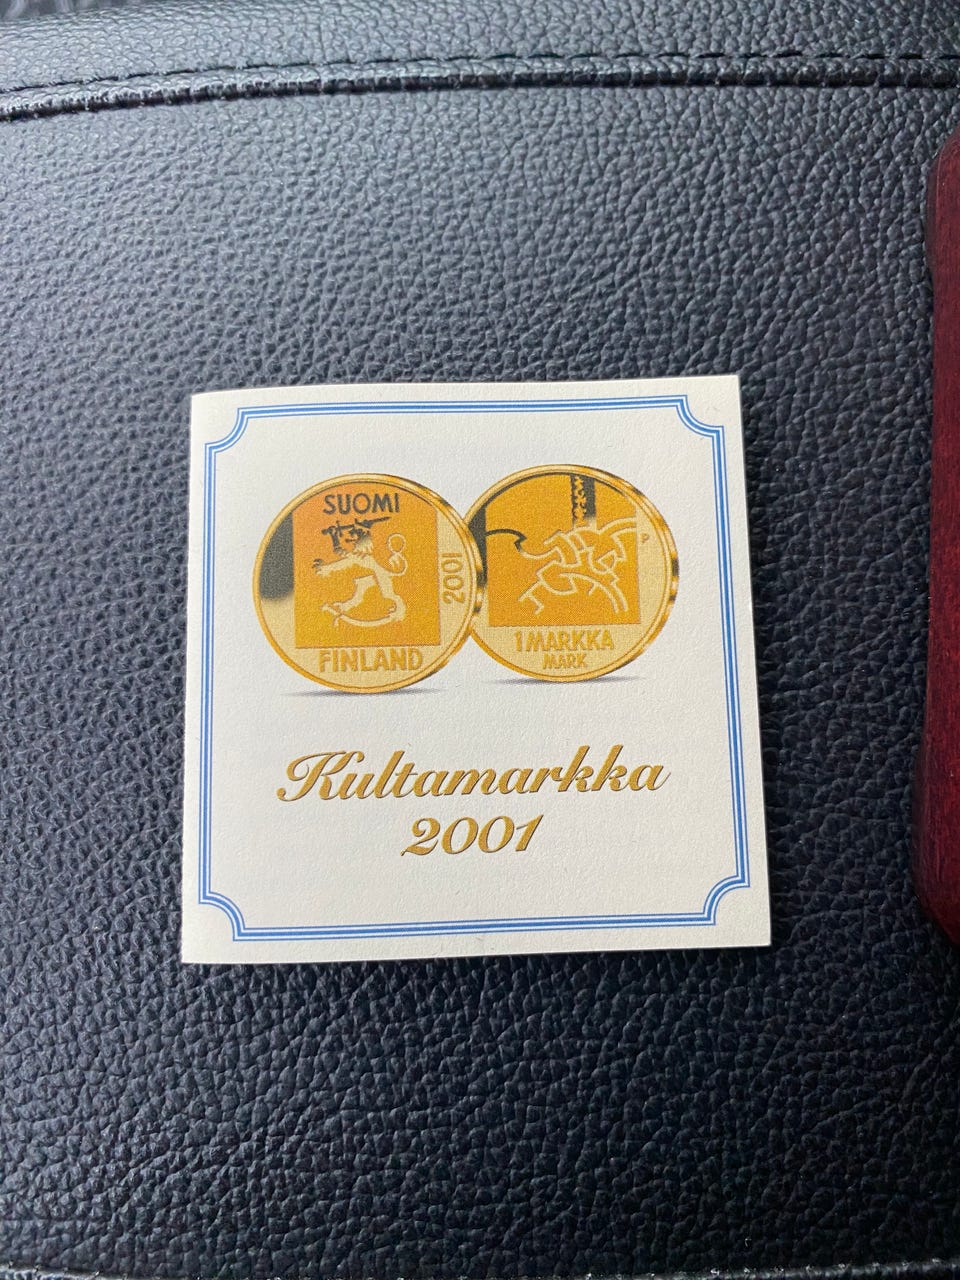 SUOMI
2001
FINLAND
P
1 MARKKA
MARK
Kultamarkka
2001